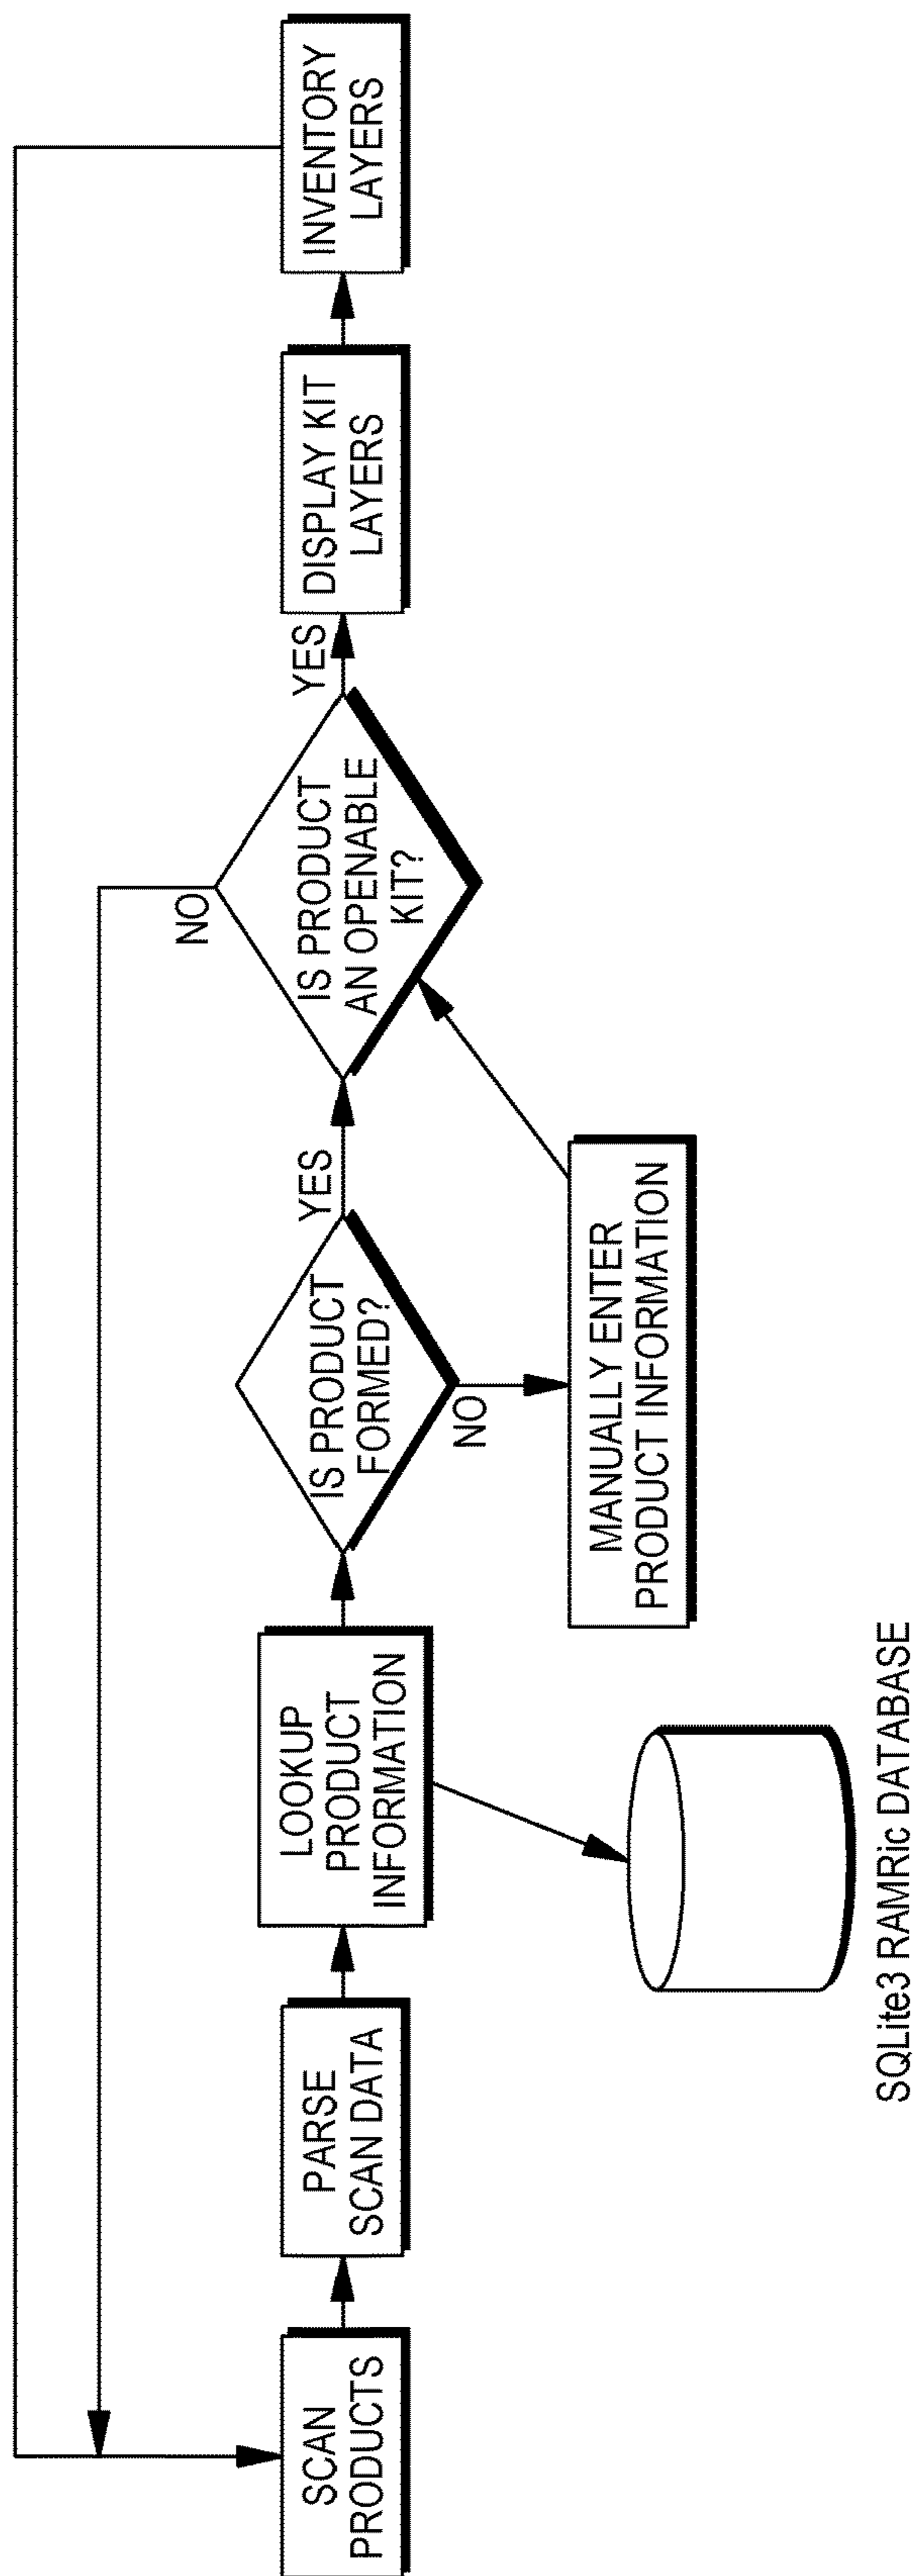 SCAN
PRODUCTS
PARSE
SCAN DATA
LOOKUP
PRODUCT
INFORMATION
SQLite3 RAMRic DATABASE
IS PRODUCT
FORMED?
YES
NO
MANUALLY ENTER
PRODUCT INFORMATION
IS PRODUCT
AN OPENABLE
KIT?
NO
YES
DISPLAY KIT
LAYERS
INVENTORY
LAYERS